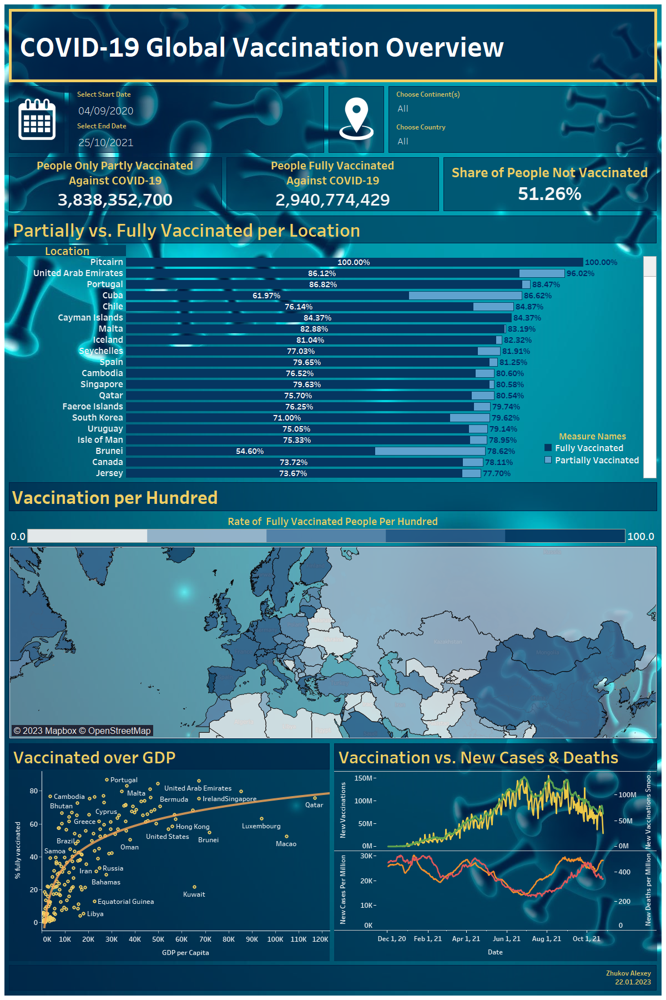 COVID-19 Global Vaccination Overview
Select Start Date
04/09/2020
Select End Date
25/10/2021
Choose Continent(s)
All
Choose Country
All
People Only Partly Vaccinated
Against COVID-19
3,838,352,700
People Fully Vaccinated
Against COVID-19
2,940,774,429
Share of People Not Vaccinated
51.26%
Partially vs. Fully Vaccinated per Location
Location
Pitcairn 100.00% 100.00%
United Arab Emirates 86.12% 96.02%
Portugal 86.82% 88.47%
Cuba 61.97% 86.62%
Chile 76.14% 84.87%
Cayman Islands 84.37% 84.37%
Malta 82.88% 83.19%
Iceland 81.04% 82.32%
Seychelles 77.03% 81.91%
Spain 79.65% 81.25%
Cambodia 76.52% 80.60%
Singapore 79.63% 80.58%
Qatar 75.70% 80.54%
Faeroe Islands 76.25% 79.74%
South Korea 71.00% 79.62%
Uruguay 75.05% 79.14%
Isle of Man 75.33% 78.95%
Brunei 54.60% 78.62%
Canada 73.72% 78.11%
Jersey 73.67% 77.70%
Measure Names
Fully Vaccinated
Partially Vaccinated
Vaccination per Hundred
Rate of Fully Vaccinated People Per Hundred
0.0 100.0
Russia
Poland
Kazakhstan
Mongolia
© 2023 Mapbox © OpenStreetMap
Vaccinated over GDP
% fully vaccinated
80
60
40
20
0
Portugal
Cambodia
Malta
United Arab Emirates
Bhutan
Bermuda
IrelandSingapore
Qatar
Cyprus
Greece
Hong Kong
Luxembourg
United States
Brunei
Macao
Brazil
Oman
Samoa
Iran
Russia
Bahamas
Kuwait
Equatorial Guinea
Libya
0K 10K 20K 30K 40K 50K 60K 70K 80K 90K 100K 110K 120K
GDP per Capita
Vaccination vs. New Cases & Deaths
New Vaccinations
150M
100M
50M
0M
New Vaccinations Smoo..
100M
50M
0M
New Cases Per Million
30K
20K
10K
0K
New Deaths per Million
400
200
0
Dec 1, 20 Feb 1, 21 Apr 1, 21 Jun 1, 21 Aug 1, 21 Oct 1, 21
Date
Zhukov Alexey
22.01.2023